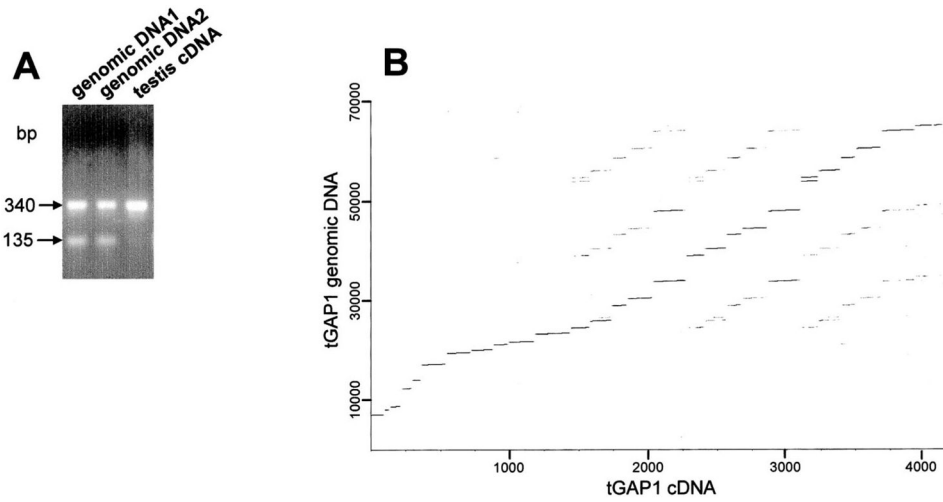 A
genomic DNA1
genomic DNA2
testis cDNA
bp
340
135
B
70000
50000
30000
10000
tGAP1 genomic DNA
1000
2000
3000
4000
tGAP1 cDNA